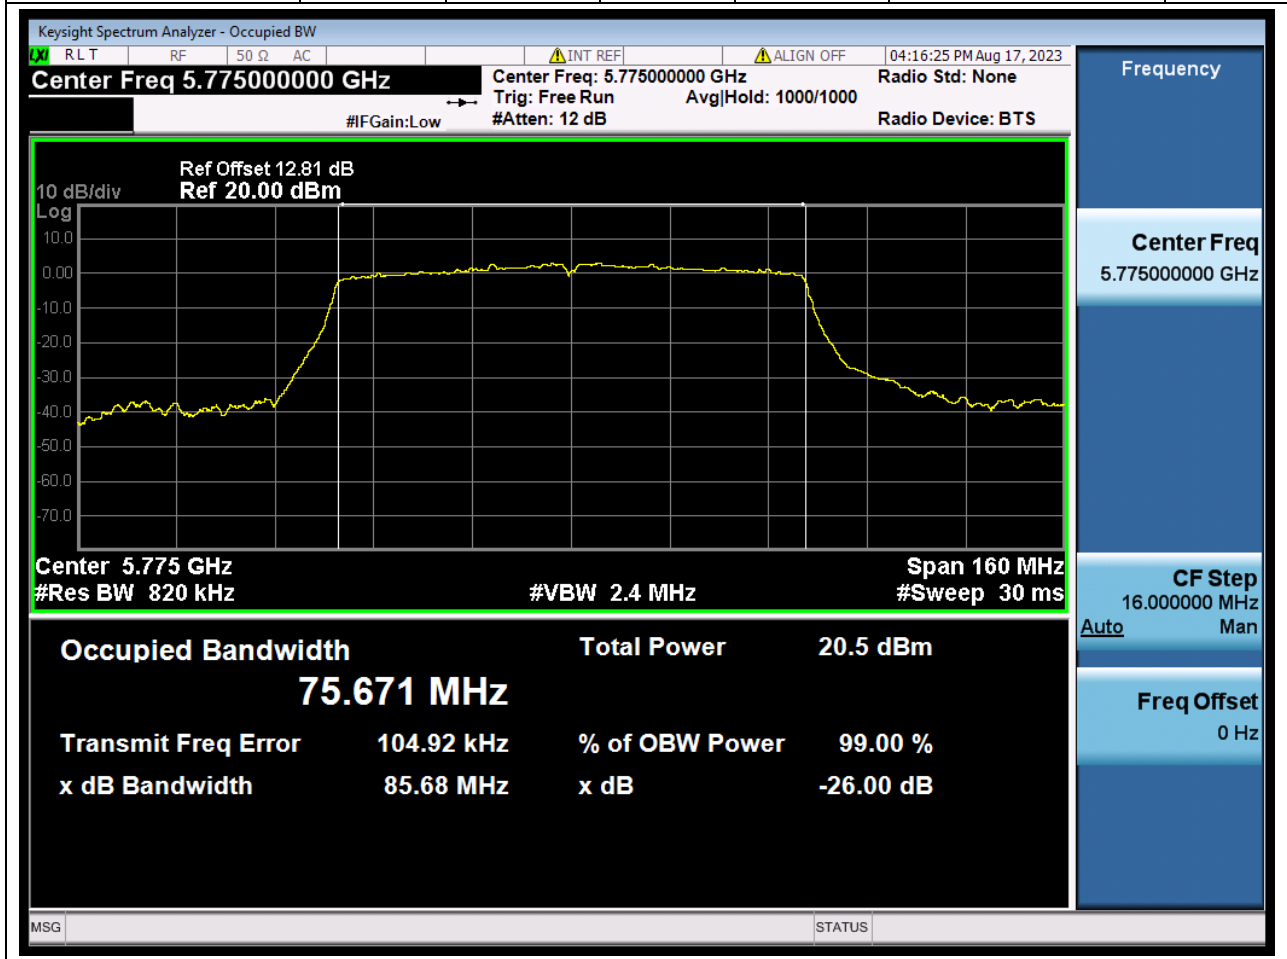 Keysight Spectrum Analyzer - Occupied BW
LXI RLT RF 50 Ω AC INT REF ALIGN OFF 04:16:25 PM Aug 17, 2023
Center Freq 5.775000000 GHz
Center Freq: 5.775000000 GHz Radio Std: None
Trig: Free Run Avg|Hold: 1000/1000
#IFGain:Low #Atten: 12 dB Radio Device: BTS
Ref Offset 12.81 dB
10 dB/div Ref 20.00 dBm
Log
10.0
0.00
-10.0
-20.0
-30.0
-40.0
-50.0
-60.0
-70.0
Center 5.775 GHz Span 160 MHz
#Res BW 820 kHz #VBW 2.4 MHz #Sweep 30 ms
Occupied Bandwidth Total Power 20.5 dBm
75.671 MHz
Transmit Freq Error 104.92 kHz % of OBW Power 99.00 %
x dB Bandwidth 85.68 MHz x dB -26.00 dB
MSG STATUS
Frequency
Center Freq
5.775000000 GHz
CF Step
16.000000 MHz
Auto Man
Freq Offset
0 Hz